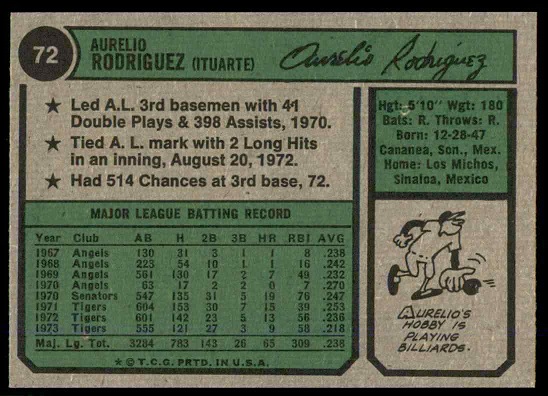 72
AURELIO
RODRIGUEZ (ITUARTE)
Aurelio Rodriguez
★ Led A.L. 3rd basemen with 41
Double Plays & 398 Assists, 1970.
★ Tied A.L. mark with 2 Long Hits
in an inning, August 20, 1972.
★ Had 514 Chances at 3rd base, 72.
Hgt: 5'10" Wgt: 180
Bats: R. Throws: R.
Born: 12-28-47
Cananea, Son., Mex.
Home: Los Michos,
Sinaloa, Mexico
MAJOR LEAGUE BATTING RECORD
Year Club AB H 2B 3B HR RBI AVG
1967 Angels 130 31 3 1 1 8 .238
1968 Angels 223 54 10 1 1 16 .242
1969 Angels 561 130 17 2 7 49 .232
1970 Angels 63 17 2 2 0 7 .270
1970 Senators 547 135 31 5 19 76 .247
1971 Tigers 604 153 30 7 15 39 .253
1972 Tigers 601 142 23 5 13 56 .236
1973 Tigers 555 121 27 3 9 58 .218
Maj. Lg. Tot. 3284 783 143 26 65 309 .238
★ © T.C.G. PRTD. IN U.S.A.
AURELIO'S
HOBBY IS
PLAYING
BILLIARDS.